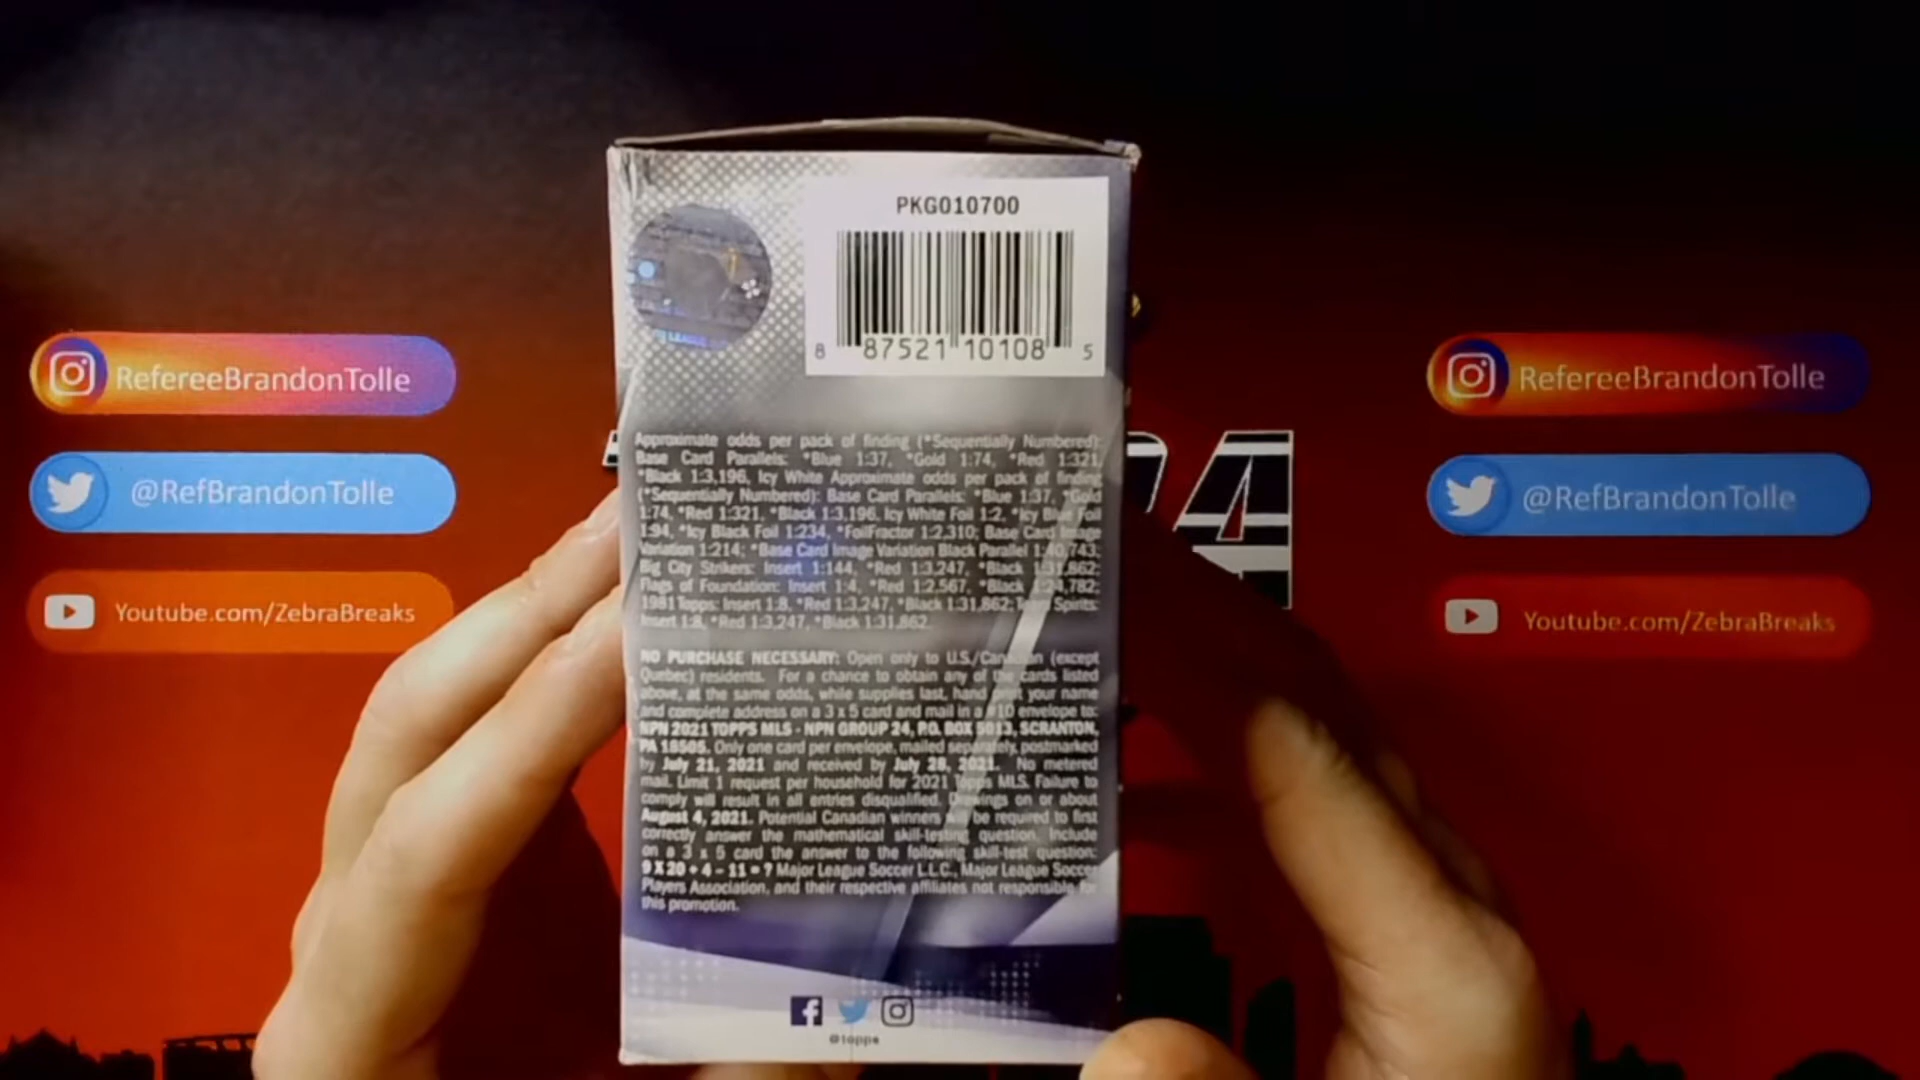 PKG010700
8 87521 10108 5
RefereeBrandonTolle
@RefBrandonTolle
Youtube.com/ZebraBreaks
Approximate odds per pack of finding (*Sequentially Numbered):
Base Card Parallels: *Blue 1:37, *Gold 1:74, *Red 1:321,
*Black 1:3,196, Icy White Approximate odds per pack of finding
(*Sequentially Numbered): Base Card Parallels: *Blue 1:37, *Gold
1:74, *Red 1:321, *Black 1:3,196, Icy White Foil 1:2, *Icy Blue Foil
1:94, *Icy Black Foil 1:234, *FoilFractor 1:2,310; Base Card Image
Variation 1:214; *Base Card Image Variation Black Parallel 1:40,743;
Big City Strikers: Insert 1:144, *Red 1:3,247, *Black 1:31,862;
Flags of Foundation: Insert 1:4, *Red 1:2,567, *Black 1:24,782;
1981 Topps: Insert 1:8, *Red 1:3,247, *Black 1:31,862; Spirits:
Insert 1:8, *Red 1:3,247, *Black 1:31,862.
NO PURCHASE NECESSARY: Open only to U.S./Canadian (except
Quebec) residents. For a chance to obtain any of the cards listed
above, at the same odds, while supplies last, hand print your name
and complete address on a 3 x 5 card and mail in a #10 envelope to:
NPN 2021 TOPPS MLS - NPN GROUP 24, P.O. BOX 5013, SCRANTON,
PA 18505. Only one card per envelope, mailed separately, postmarked
by July 21, 2021 and received by July 28, 2021. No metered
mail. Limit 1 request per household for 2021 Topps MLS. Failure to
comply will result in all entries disqualified. Drawings on or about
August 4, 2021. Potential Canadian winners will be required to first
correctly answer the mathematical skill-testing question. Include
on a 3 x 5 card the answer to the following skill-test question:
9 X 20 + 4 - 11 = ? Major League Soccer L.L.C., Major League Soccer
Players Association, and their respective affiliates not responsible for
this promotion.
@topps
RefereeBrandonTolle
@RefBrandonTolle
Youtube.com/ZebraBreaks